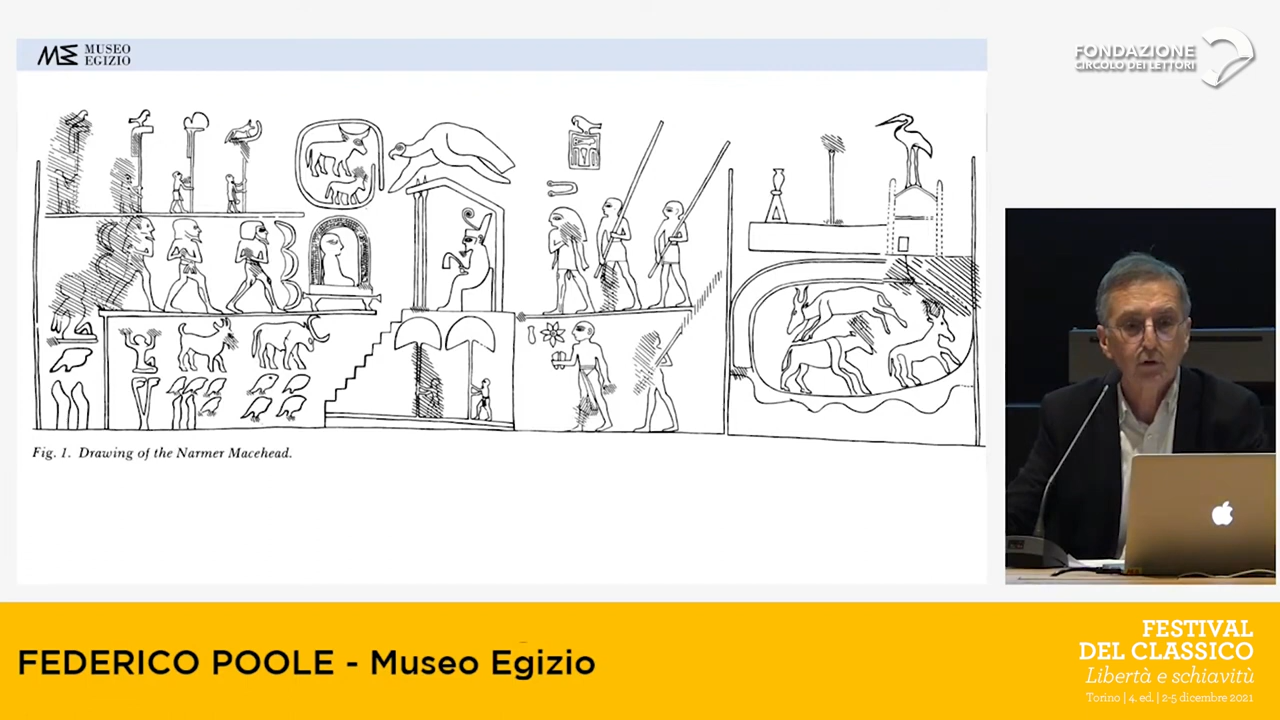 MUSEO
EGIZIO
FONDAZIONE
CIRCOLO DEI LETTORI
Fig. 1. Drawing of the Narmer Macehead.
FEDERICO POOLE - Museo Egizio
FESTIVAL
DEL CLASSICO
Libertà e schiavitù
Torino | 4. ed. | 2-5 dicembre 2021